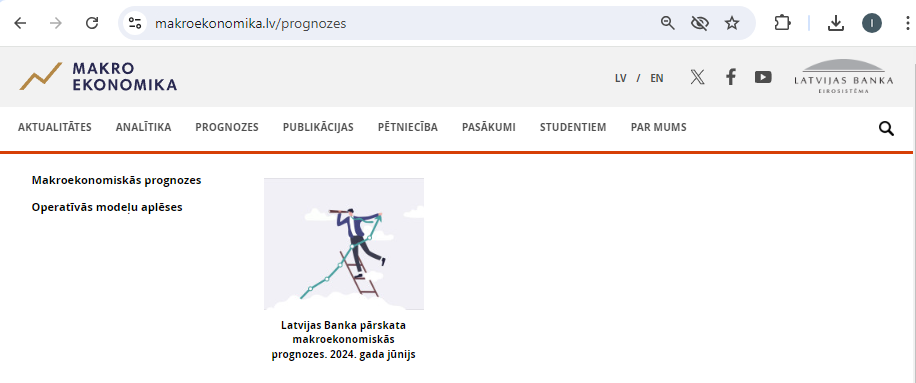 makroekonomika.lv/prognozes
I
MAKRO
EKONOMIKA
LV / EN
LATVIJAS BANKA
EIROSISTĒMA
AKTUALITĀTES ANALĪTIKA PROGNOZES PUBLIKĀCIJAS PĒTNIECĪBA PASĀKUMI STUDENTIEM PAR MUMS
Makroekonomiskās prognozes
Operatīvās modeļu aplēses
Latvijas Banka pārskata
makroekonomiskās
prognozes. 2024. gada jūnijs